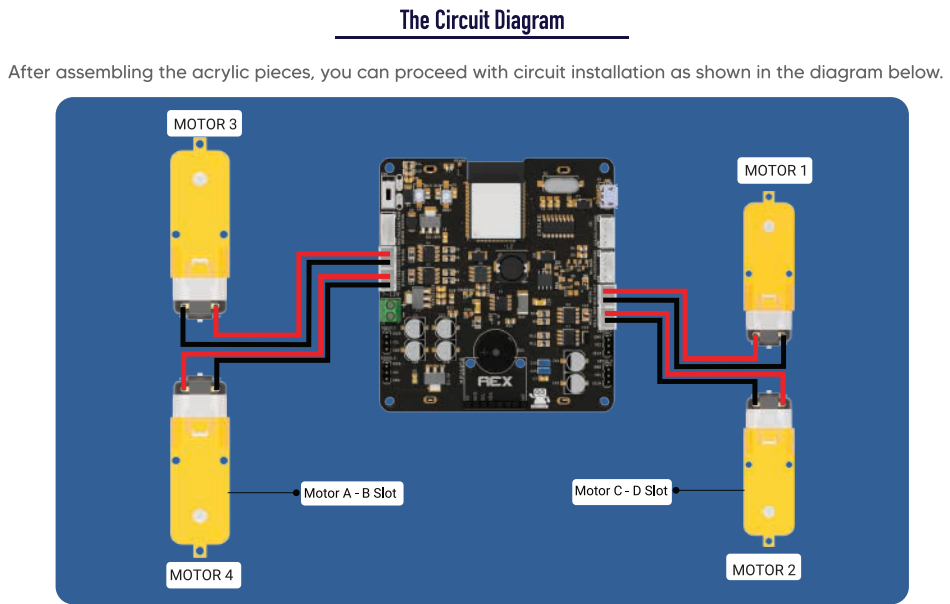 The Circuit Diagram
After assembling the acrylic pieces, you can proceed with circuit installation as shown in the diagram below.
MOTOR 3
MOTOR 1
REX
Motor A - B Slot
Motor C - D Slot
MOTOR 4
MOTOR 2